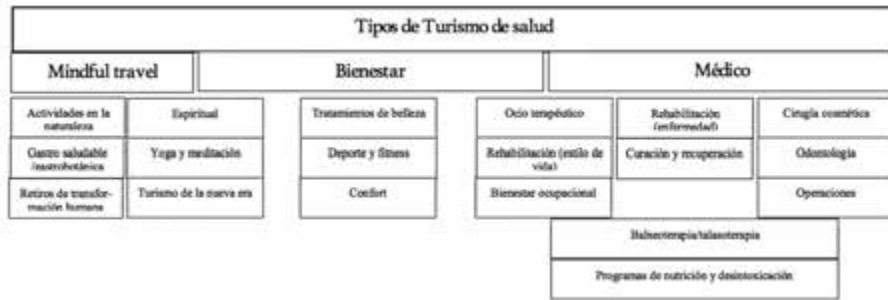 Tipos de Turismo de salud
Mindful travel
Bienestar
Médico
Actividades en la
naturaleza
Espiritual
Tratamientos de belleza
Ocio terapéutico
Rehabilitación
(enfermedad)
Cirugía cosmética
Gastro saludable
/gastrobotánica
Yoga y meditación
Deporte y fitness
Rehabilitación (estilo de
vida)
Curación y recuperación
Odontología
Retiros de transfor-
mación humana
Turismo de la nueva era
Confort
Bienestar ocupacional
Operaciones
Balneoterapia/talasoterapia
Programas de nutrición y desintoxicación